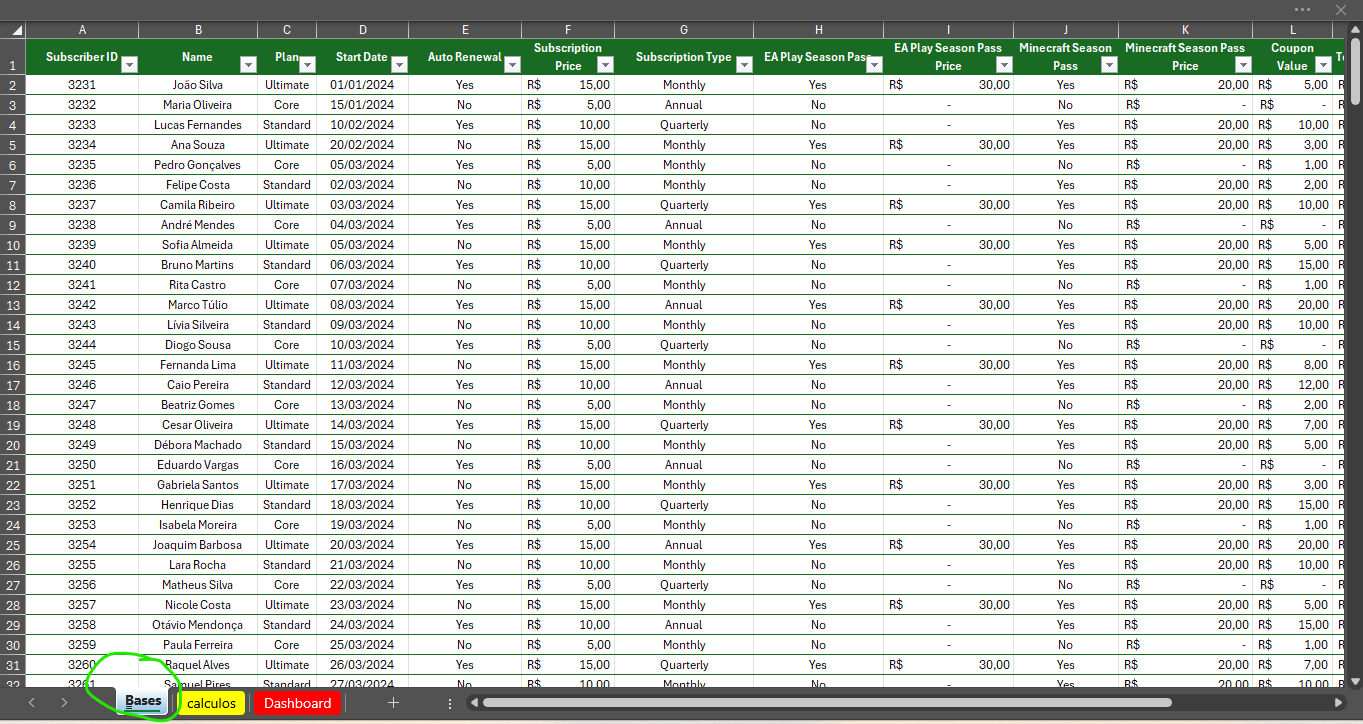 A B C D E F G H I J K L
1 Subscriber ID Name Plan Start Date Auto Renewal Subscription Price Subscription Type EA Play Season Pass EA Play Season Pass Price Minecraft Season Pass Minecraft Season Pass Price Coupon Value
2 3231 João Silva Ultimate 01/01/2024 Yes R$ 15,00 Monthly Yes R$ 30,00 Yes R$ 20,00 R$ 5,00
3 3232 Maria Oliveira Core 15/01/2024 No R$ 5,00 Annual No - No R$ - R$ -
4 3233 Lucas Fernandes Standard 10/02/2024 Yes R$ 10,00 Quarterly No - Yes R$ 20,00 R$ 10,00
5 3234 Ana Souza Ultimate 20/02/2024 No R$ 15,00 Monthly Yes R$ 30,00 Yes R$ 20,00 R$ 3,00
6 3235 Pedro Gonçalves Core 05/03/2024 Yes R$ 5,00 Monthly No - No R$ - R$ 1,00
7 3236 Felipe Costa Standard 02/03/2024 No R$ 10,00 Monthly No - Yes R$ 20,00 R$ 2,00
8 3237 Camila Ribeiro Ultimate 03/03/2024 Yes R$ 15,00 Quarterly Yes R$ 30,00 Yes R$ 20,00 R$ 10,00
9 3238 André Mendes Core 04/03/2024 Yes R$ 5,00 Annual No - No R$ - R$ -
10 3239 Sofia Almeida Ultimate 05/03/2024 No R$ 15,00 Monthly Yes R$ 30,00 Yes R$ 20,00 R$ 5,00
11 3240 Bruno Martins Standard 06/03/2024 Yes R$ 10,00 Quarterly No - Yes R$ 20,00 R$ 15,00
12 3241 Rita Castro Core 07/03/2024 No R$ 5,00 Monthly No - No R$ - R$ 1,00
13 3242 Marco Túlio Ultimate 08/03/2024 Yes R$ 15,00 Annual Yes R$ 30,00 Yes R$ 20,00 R$ 20,00
14 3243 Lívia Silveira Standard 09/03/2024 No R$ 10,00 Monthly No - Yes R$ 20,00 R$ 10,00
15 3244 Diogo Sousa Core 10/03/2024 Yes R$ 5,00 Quarterly No - No R$ - R$ -
16 3245 Fernanda Lima Ultimate 11/03/2024 No R$ 15,00 Monthly Yes R$ 30,00 Yes R$ 20,00 R$ 8,00
17 3246 Caio Pereira Standard 12/03/2024 Yes R$ 10,00 Annual No - Yes R$ 20,00 R$ 12,00
18 3247 Beatriz Gomes Core 13/03/2024 No R$ 5,00 Monthly No - No R$ - R$ 2,00
19 3248 Cesar Oliveira Ultimate 14/03/2024 Yes R$ 15,00 Quarterly Yes R$ 30,00 Yes R$ 20,00 R$ 7,00
20 3249 Débora Machado Standard 15/03/2024 No R$ 10,00 Monthly No - Yes R$ 20,00 R$ 5,00
21 3250 Eduardo Vargas Core 16/03/2024 Yes R$ 5,00 Annual No - No R$ - R$ -
22 3251 Gabriela Santos Ultimate 17/03/2024 No R$ 15,00 Monthly Yes R$ 30,00 Yes R$ 20,00 R$ 3,00
23 3252 Henrique Dias Standard 18/03/2024 Yes R$ 10,00 Quarterly No - Yes R$ 20,00 R$ 15,00
24 3253 Isabela Moreira Core 19/03/2024 No R$ 5,00 Monthly No - No R$ - R$ 1,00
25 3254 Joaquim Barbosa Ultimate 20/03/2024 Yes R$ 15,00 Annual Yes R$ 30,00 Yes R$ 20,00 R$ 20,00
26 3255 Lara Rocha Standard 21/03/2024 No R$ 10,00 Monthly No - Yes R$ 20,00 R$ 10,00
27 3256 Matheus Silva Core 22/03/2024 Yes R$ 5,00 Quarterly No - No R$ - R$ -
28 3257 Nicole Costa Ultimate 23/03/2024 No R$ 15,00 Monthly Yes R$ 30,00 Yes R$ 20,00 R$ 5,00
29 3258 Otávio Mendonça Standard 24/03/2024 Yes R$ 10,00 Annual No - Yes R$ 20,00 R$ 15,00
30 3259 Paula Ferreira Core 25/03/2024 No R$ 5,00 Monthly No - No R$ - R$ 1,00
31 3260 Raquel Alves Ultimate 26/03/2024 Yes R$ 15,00 Quarterly Yes R$ 30,00 Yes R$ 20,00 R$ 7,00
32 3261 Samuel Pires Standard 27/03/2024 No R$ 10,00 Monthly No - Yes R$ 20,00 R$ 10,00
Bases calculos Dashboard